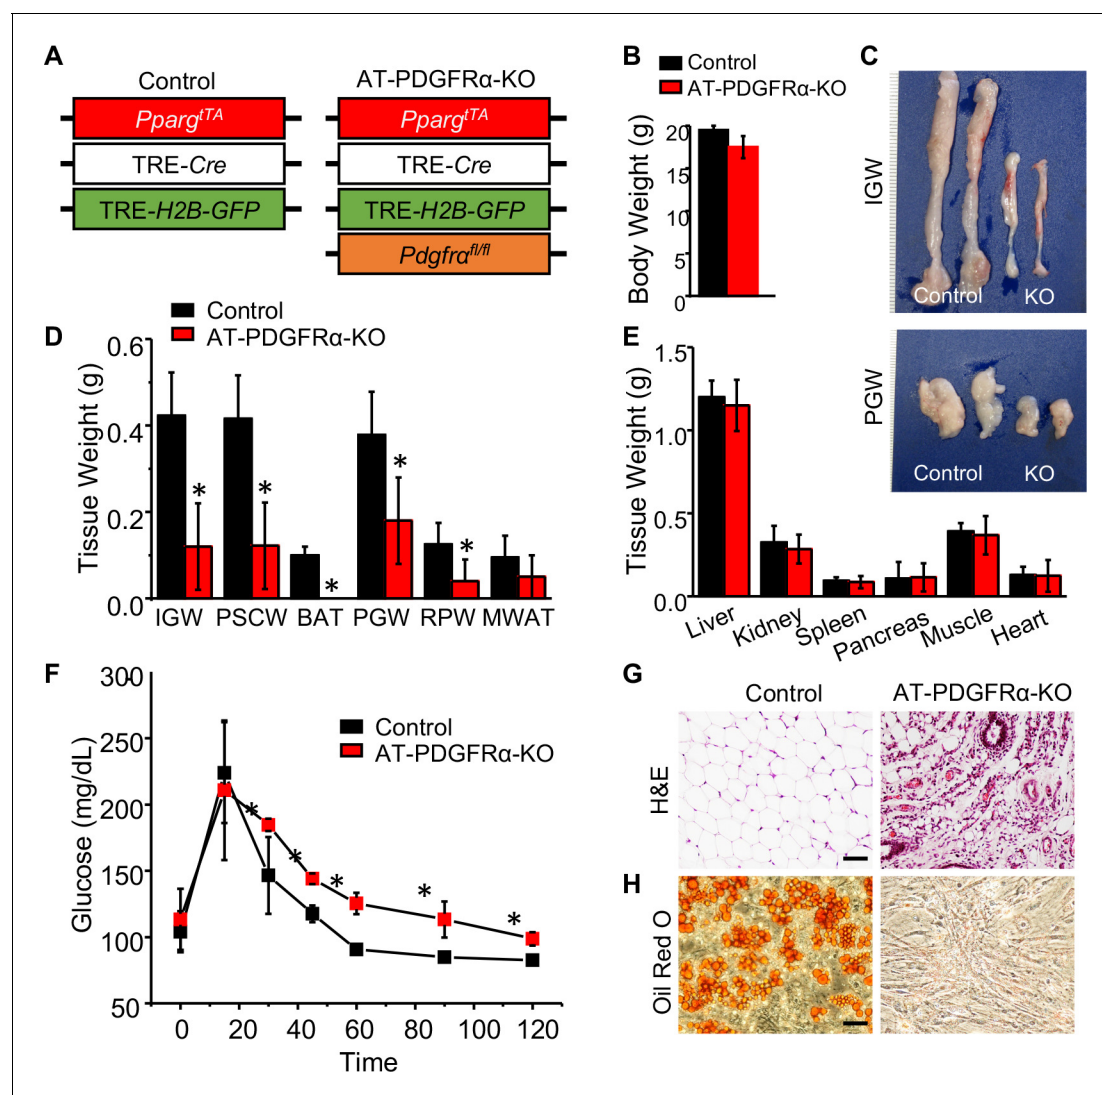 A
Control
AT-PDGFRα-KO
Pparg^tTA
Pparg^tTA
TRE-Cre
TRE-Cre
TRE-H2B-GFP
TRE-H2B-GFP
Pdgfrα^fl/fl
B
Control
AT-PDGFRα-KO
Body Weight (g)
20
15
10
5
0
C
IGW
Control
KO
PGW
Control
KO
D
Control
AT-PDGFRα-KO
Tissue Weight (g)
0.6
0.4
0.2
0.0
*
*
*
*
*
IGW PSCW BAT PGW RPW MWAT
E
Tissue Weight (g)
1.5
1.0
0.5
0.0
Liver
Kidney
Spleen
Pancreas
Muscle
Heart
F
Control
AT-PDGFRα-KO
Glucose (mg/dL)
300
250
200
150
100
50
*
*
*
*
*
0 20 40 60 80 100 120
Time
G
Control
AT-PDGFRα-KO
H&E
H
Oil Red O